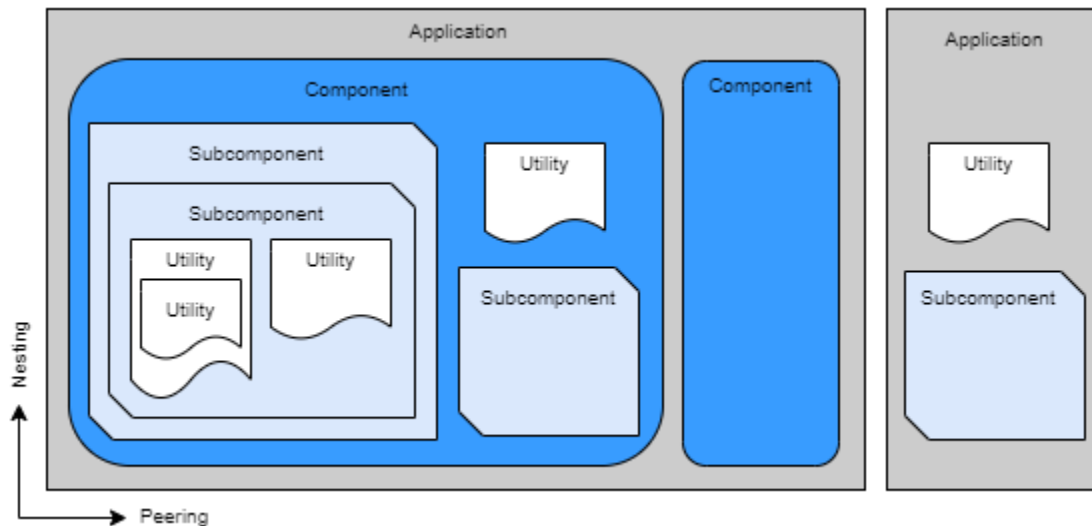 Application
Application
Component
Component
Subcomponent
Utility
Utility
Subcomponent
Utility
Utility
Utility
Subcomponent
Subcomponent
Nesting
Peering